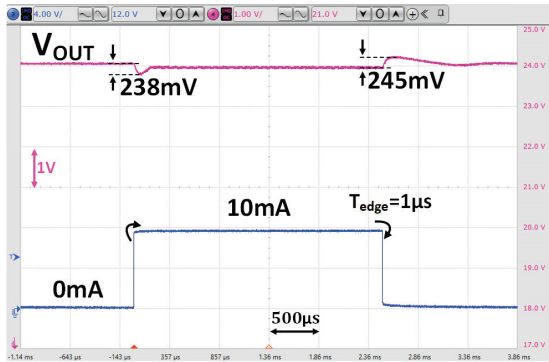 4.00 V/ 12.0 V 1.00 V/ 21.0 V
25.0 V
VOUT
24.0 V
238mV
245mV
23.0 V
22.0 V
1V
21.0 V
10mA
Tedge=1µs
20.0 V
19.0 V
0mA
18.0 V
500µs
17.0 V
-1.14 ms -643 µs -143 µs 357 µs 857 µs 1.36 ms 1.86 ms 2.36 ms 2.86 ms 3.36 ms 3.86 ms